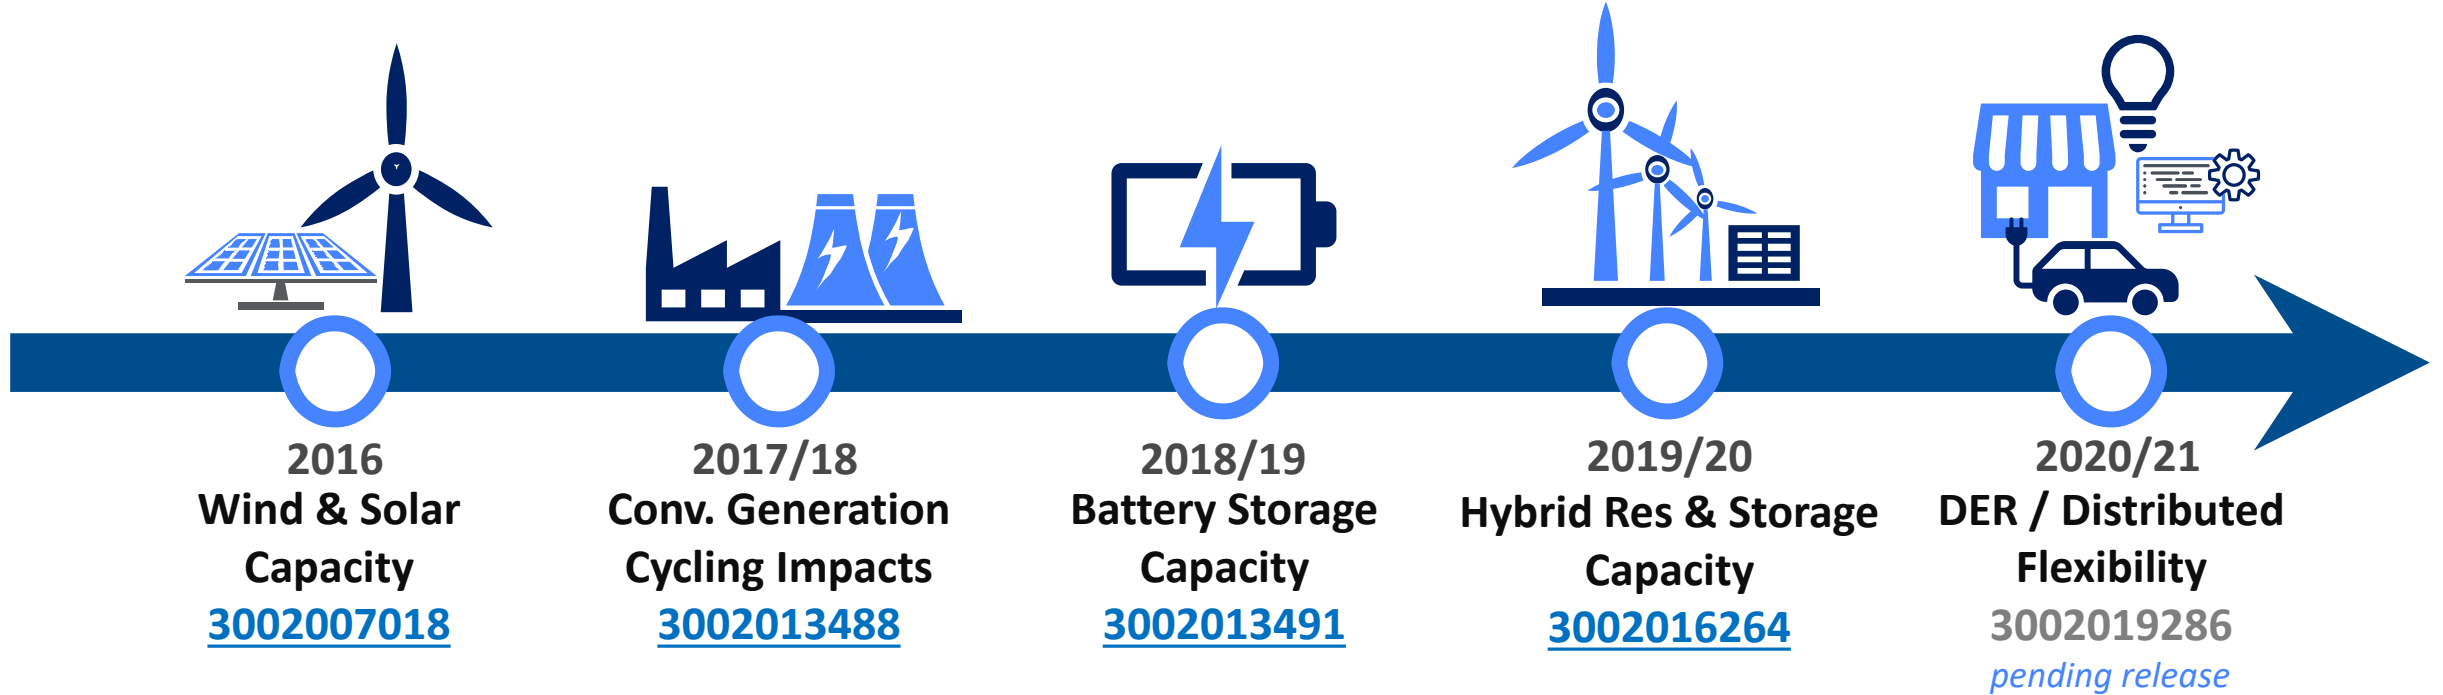 2016
Wind & Solar
Capacity
3002007018
2017/18
Conv. Generation
Cycling Impacts
3002013488
2018/19
Battery Storage
Capacity
3002013491
2019/20
Hybrid Res & Storage
Capacity
3002016264
2020/21
DER / Distributed
Flexibility
3002019286
pending release